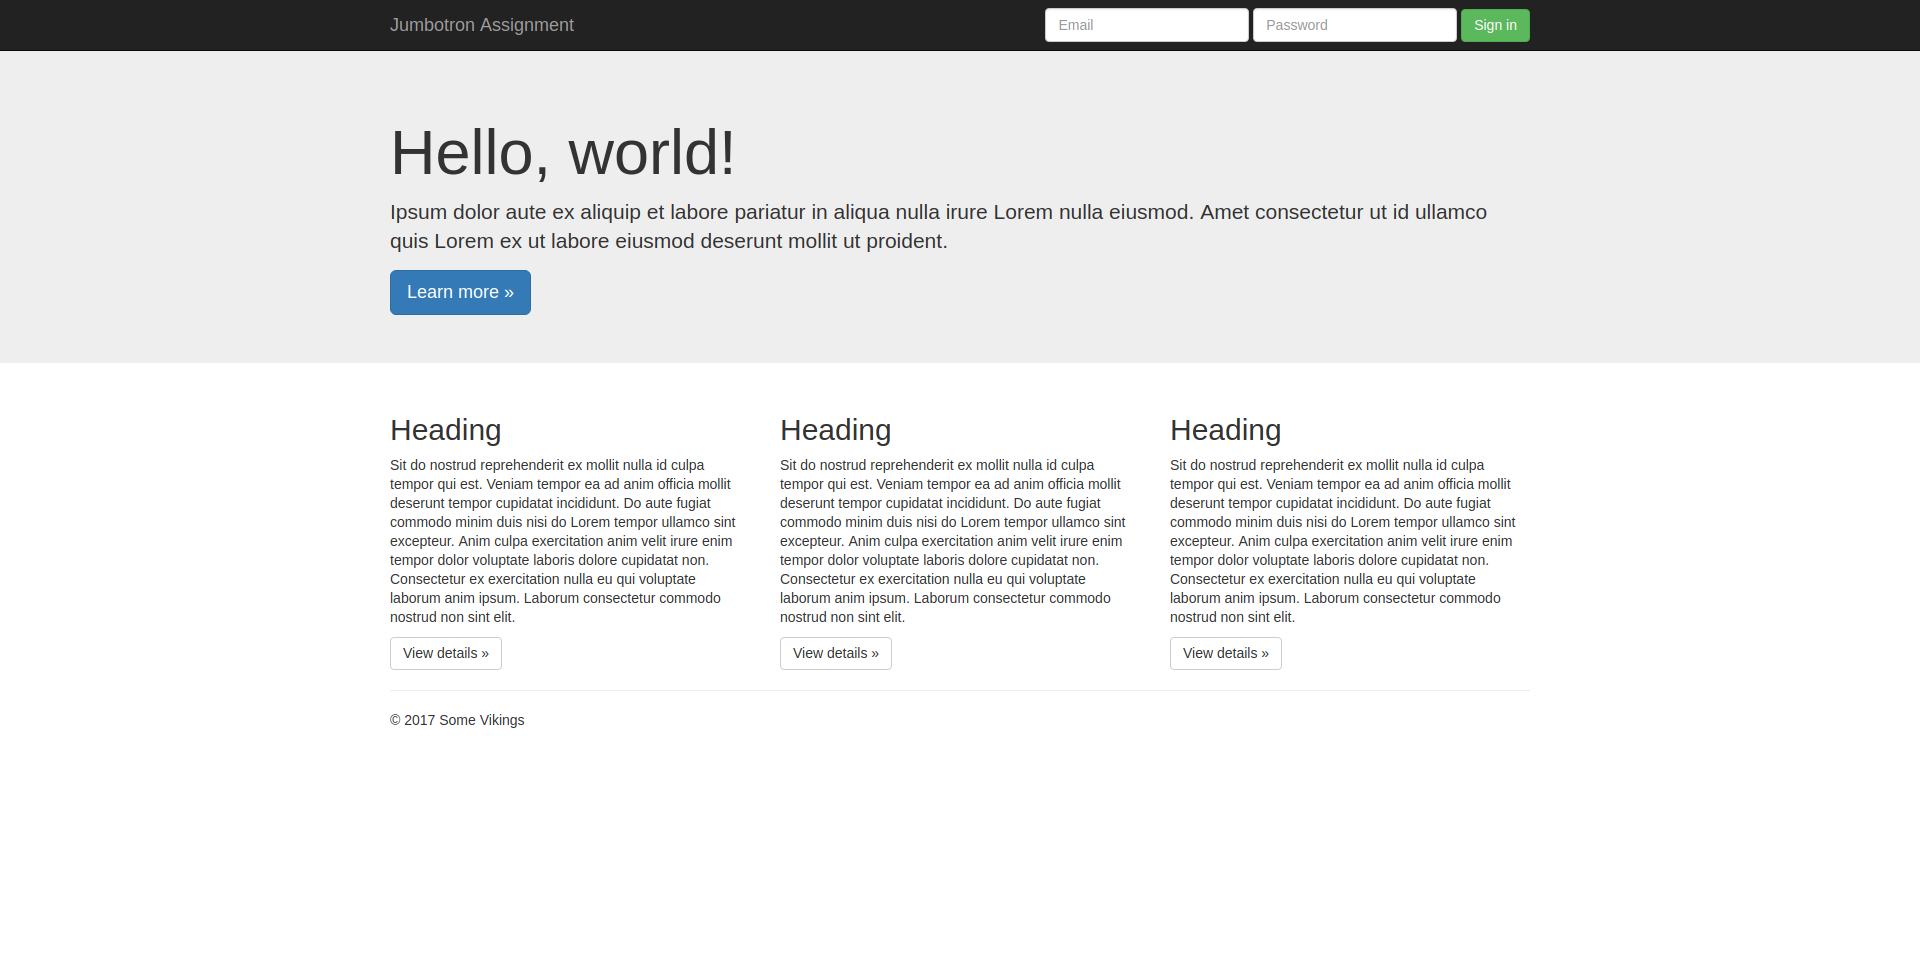 Jumbotron Assignment
Email
Password
Sign in
Hello, world!
Ipsum dolor aute ex aliquip et labore pariatur in aliqua nulla irure Lorem nulla eiusmod. Amet consectetur ut id ullamco
quis Lorem ex ut labore eiusmod deserunt mollit ut proident.
Learn more »
Heading
Sit do nostrud reprehenderit ex mollit nulla id culpa
tempor qui est. Veniam tempor ea ad anim officia mollit
deserunt tempor cupidatat incididunt. Do aute fugiat
commodo minim duis nisi do Lorem tempor ullamco sint
excepteur. Anim culpa exercitation anim velit irure enim
tempor dolor voluptate laboris dolore cupidatat non.
Consectetur ex exercitation nulla eu qui voluptate
laborum anim ipsum. Laborum consectetur commodo
nostrud non sint elit.
View details »
Heading
Sit do nostrud reprehenderit ex mollit nulla id culpa
tempor qui est. Veniam tempor ea ad anim officia mollit
deserunt tempor cupidatat incididunt. Do aute fugiat
commodo minim duis nisi do Lorem tempor ullamco sint
excepteur. Anim culpa exercitation anim velit irure enim
tempor dolor voluptate laboris dolore cupidatat non.
Consectetur ex exercitation nulla eu qui voluptate
laborum anim ipsum. Laborum consectetur commodo
nostrud non sint elit.
View details »
Heading
Sit do nostrud reprehenderit ex mollit nulla id culpa
tempor qui est. Veniam tempor ea ad anim officia mollit
deserunt tempor cupidatat incididunt. Do aute fugiat
commodo minim duis nisi do Lorem tempor ullamco sint
excepteur. Anim culpa exercitation anim velit irure enim
tempor dolor voluptate laboris dolore cupidatat non.
Consectetur ex exercitation nulla eu qui voluptate
laborum anim ipsum. Laborum consectetur commodo
nostrud non sint elit.
View details »
© 2017 Some Vikings